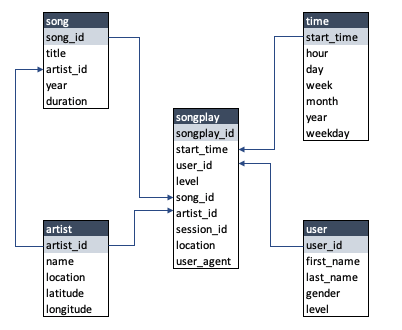 song
song_id
title
artist_id
year
duration
time
start_time
hour
day
week
month
year
weekday
songplay
songplay_id
start_time
user_id
level
song_id
artist_id
session_id
location
user_agent
artist
artist_id
name
location
latitude
longitude
user
user_id
first_name
last_name
gender
level